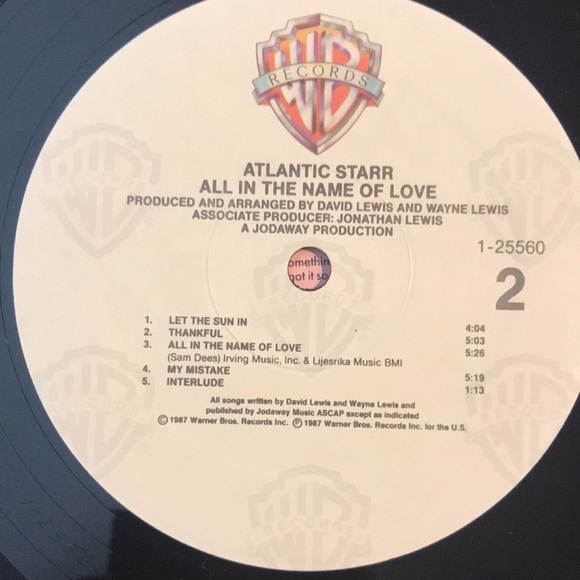 WB
RECORDS
ATLANTIC STARR
ALL IN THE NAME OF LOVE
PRODUCED AND ARRANGED BY DAVID LEWIS AND WAYNE LEWIS
ASSOCIATE PRODUCER: JONATHAN LEWIS
A JODAWAY PRODUCTION
1-25560
2
omethin
got it so
1. LET THE SUN IN 4:04
2. THANKFUL 5:03
3. ALL IN THE NAME OF LOVE 5:26
(Sam Dees) Irving Music, Inc. & Lijesrika Music BMI
4. MY MISTAKE 5:19
5. INTERLUDE 1:13
All songs written by David Lewis and Wayne Lewis and
published by Jodaway Music ASCAP except as indicated
© 1987 Warner Bros. Records Inc. ℗ 1987 Warner Bros. Records Inc. for the U.S.